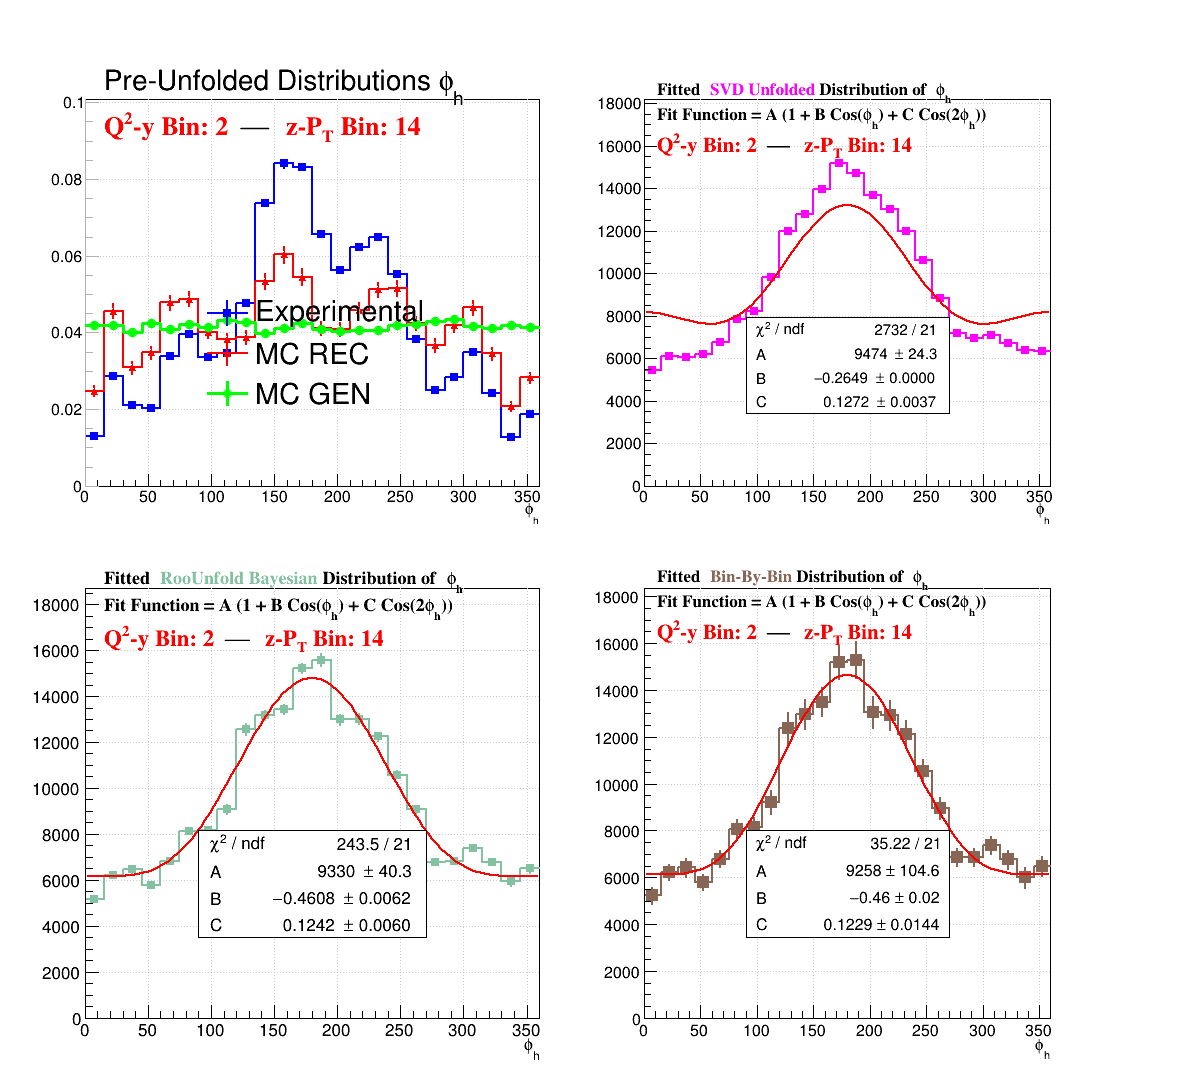 Pre-Unfolded Distributions ϕh
Q²-y Bin: 2 — z-PT Bin: 14
0.1
0.08
0.06
0.04
0.02
0
Experimental
MC REC
MC GEN
0 50 100 150 200 250 300 350
ϕh
Fitted SVD Unfolded Distribution of ϕh
Fit Function = A (1 + B Cos(ϕh) + C Cos(2ϕh))
Q²-y Bin: 2 — z-PT Bin: 14
18000
16000
14000
12000
10000
8000
6000
4000
2000
0
χ² / ndf 2732 / 21
A 9474 ± 24.3
B −0.2649 ± 0.0000
C 0.1272 ± 0.0037
0 50 100 150 200 250 300 350
ϕh
Fitted RooUnfold Bayesian Distribution of ϕh
Fit Function = A (1 + B Cos(ϕh) + C Cos(2ϕh))
Q²-y Bin: 2 — z-PT Bin: 14
18000
16000
14000
12000
10000
8000
6000
4000
2000
0
χ² / ndf 243.5 / 21
A 9330 ± 40.3
B −0.4608 ± 0.0062
C 0.1242 ± 0.0060
0 50 100 150 200 250 300 350
ϕh
Fitted Bin-By-Bin Distribution of ϕh
Fit Function = A (1 + B Cos(ϕh) + C Cos(2ϕh))
Q²-y Bin: 2 — z-PT Bin: 14
18000
16000
14000
12000
10000
8000
6000
4000
2000
0
χ² / ndf 35.22 / 21
A 9258 ± 104.6
B −0.46 ± 0.02
C 0.1229 ± 0.0144
0 50 100 150 200 250 300 350
ϕh